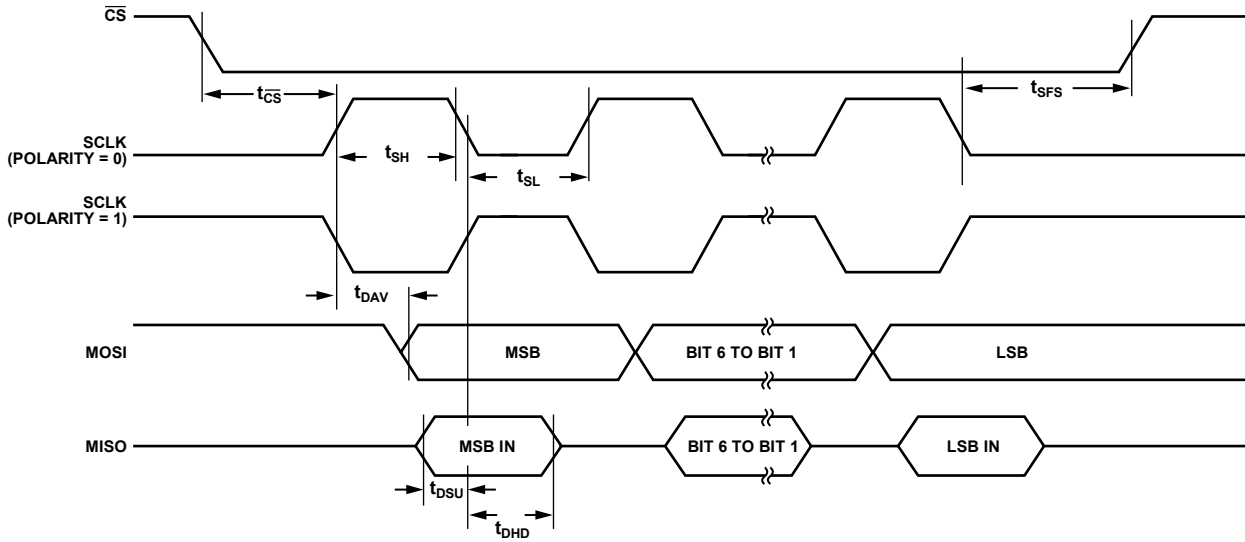 CS
tCS
tSFS
SCLK
(POLARITY = 0)
tSH
tSL
SCLK
(POLARITY = 1)
tDAV
MOSI
MSB
BIT 6 TO BIT 1
LSB
MISO
MSB IN
BIT 6 TO BIT 1
LSB IN
tDSU
tDHD